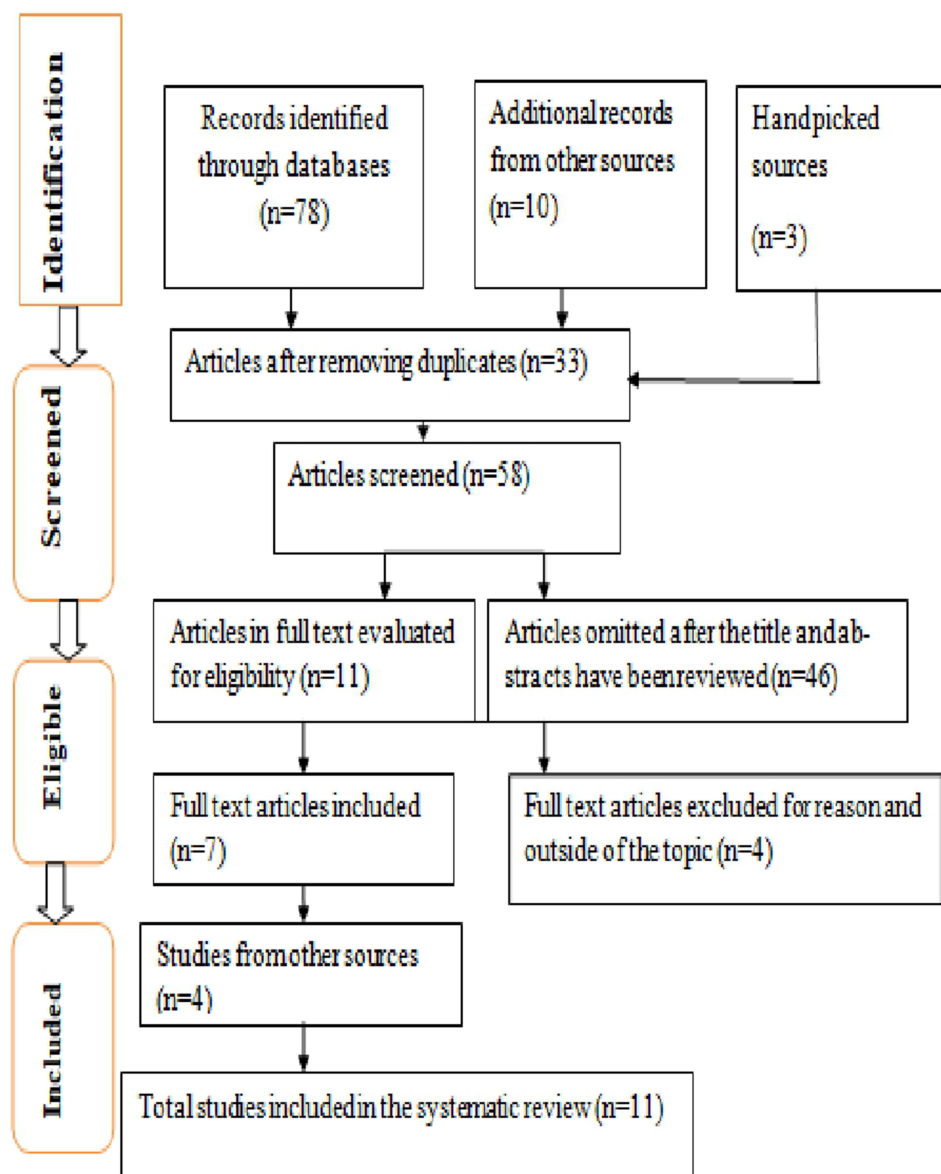 Identification
Records identified
through databases
(n=78)
Additional records
from other sources
(n=10)
Handpicked
sources
(n=3)
Articles after removing duplicates (n=33)
Screened
Articles screened (n=58)
Articles in full text evaluated
for eligibility (n=11)
Articles omitted after the title and ab-
stracts have been reviewed (n=46)
Eligible
Full text articles included
(n=7)
Full text articles excluded for reason and
outside of the topic (n=4)
Included
Studies from other sources
(n=4)
Total studies included in the systematic review (n=11)